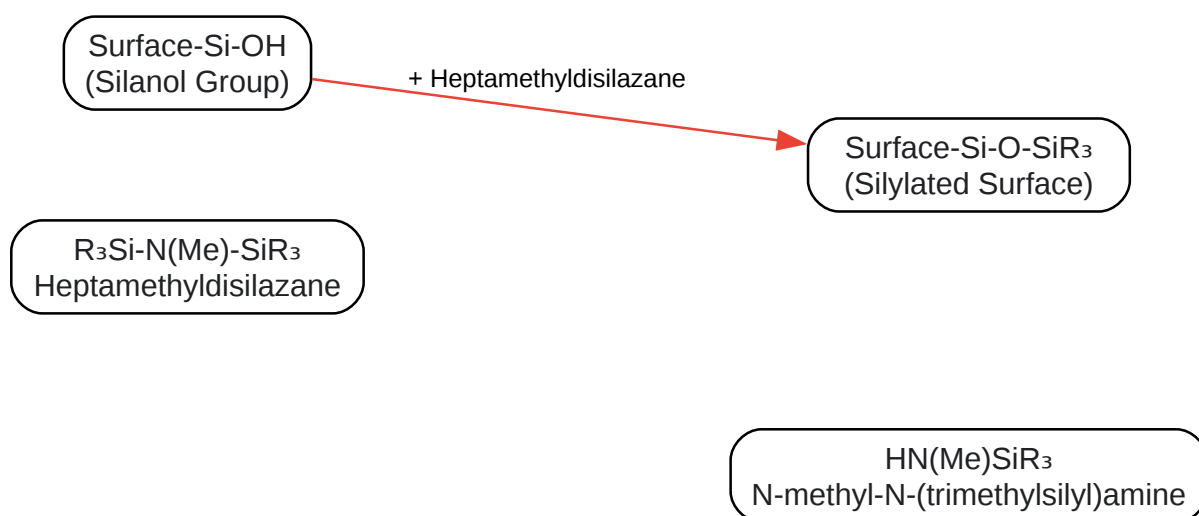 Surface-Si-OH
(Silanol Group)
+ Heptamethyldisilazane
Surface-Si-O-SiR₃
(Silylated Surface)
R₃Si-N(Me)-SiR₃
Heptamethyldisilazane
HN(Me)SiR₃
N-methyl-N-(trimethylsilyl)amine